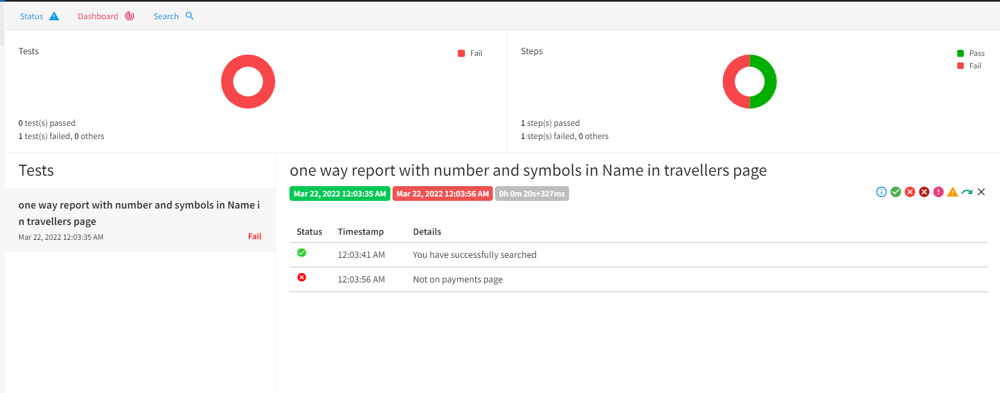 Status
Dashboard
Search
Tests
Fail
0 test(s) passed
1 test(s) failed, 0 others
Steps
Pass
Fail
1 step(s) passed
1 step(s) failed, 0 others
Tests
one way report with number and symbols in Name i
n travellers page
Mar 22, 2022 12:03:35 AM
Fail
one way report with number and symbols in Name in travellers page
Mar 22, 2022 12:03:35 AM Mar 22, 2022 12:03:56 AM 0h 0m 20s+327ms
Status Timestamp Details
12:03:41 AM You have successfully searched
12:03:56 AM Not on payments page